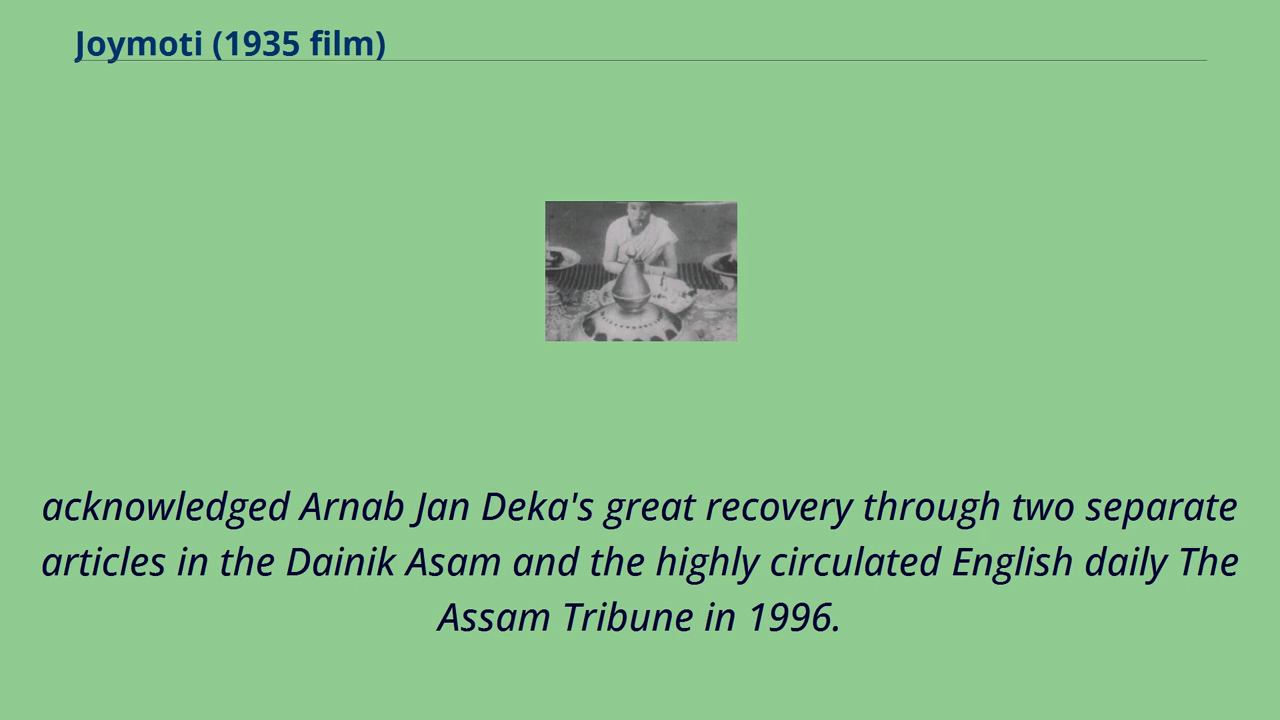 Joymoti (1935 film)
acknowledged Arnab Jan Deka's great recovery through two separate
articles in the Dainik Asam and the highly circulated English daily The
Assam Tribune in 1996.